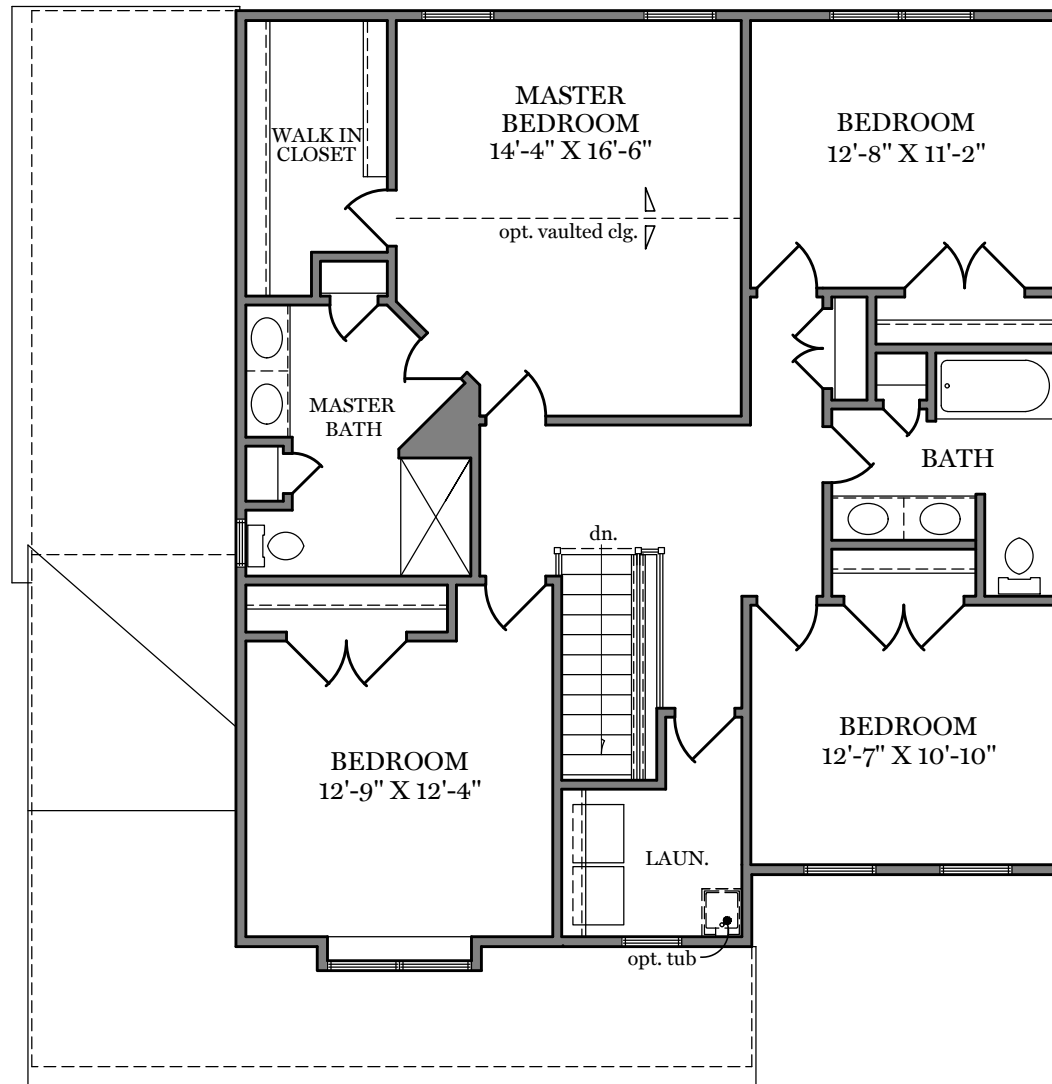 MASTER
BEDROOM
14'-4" X 16'-6"
WALK IN
CLOSET
BEDROOM
12'-8" X 11'-2"
opt. vaulted clg.
MASTER
BATH
BATH
dn.
BEDROOM
12'-9" X 12'-4"
BEDROOM
12'-7" X 10'-10"
LAUN.
opt. tub